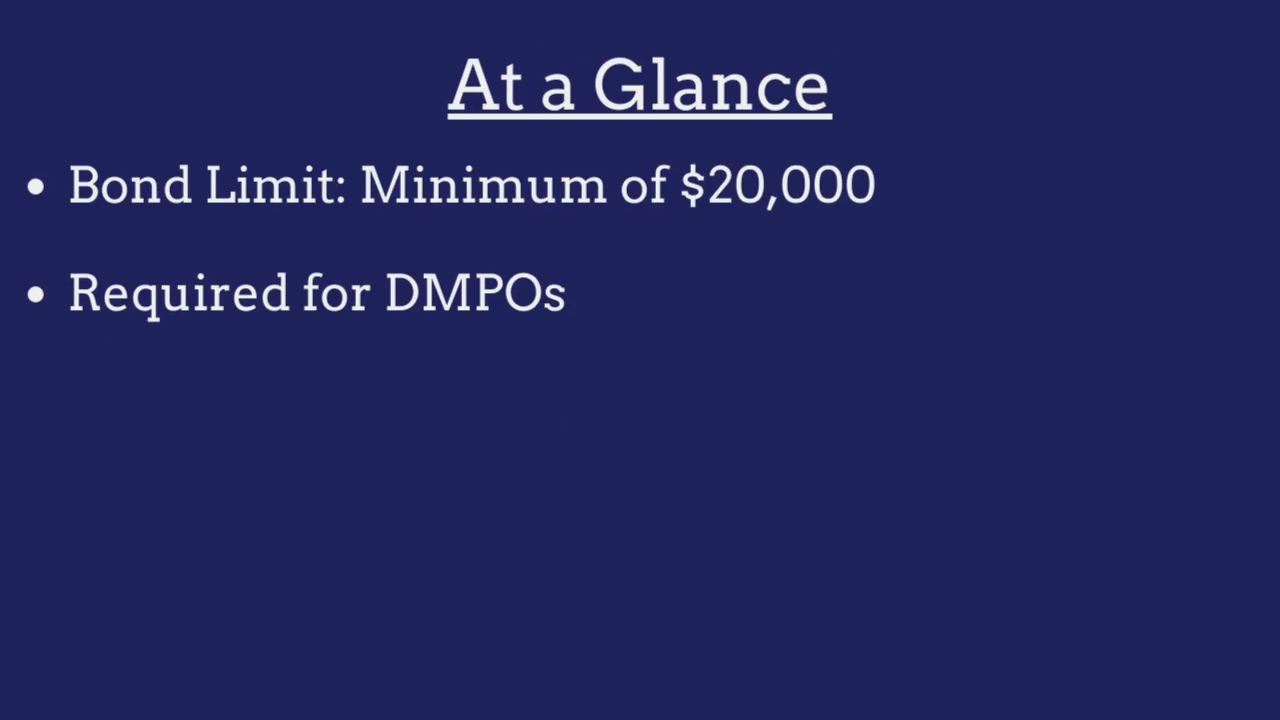 At a Glance
• Bond Limit: Minimum of $20,000
• Required for DMPOs